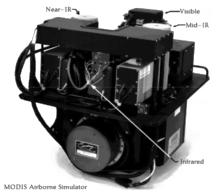 Near-IR
Visible
Mid-IR
Infrared
MODIS Airborne Simulator